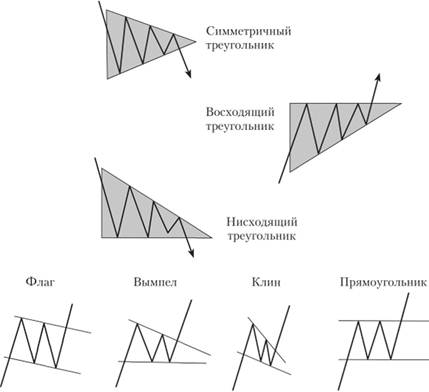 Симметричный
треугольник
Восходящий
треугольник
Нисходящий
треугольник
Флаг
Вымпел
Клин
Прямоугольник